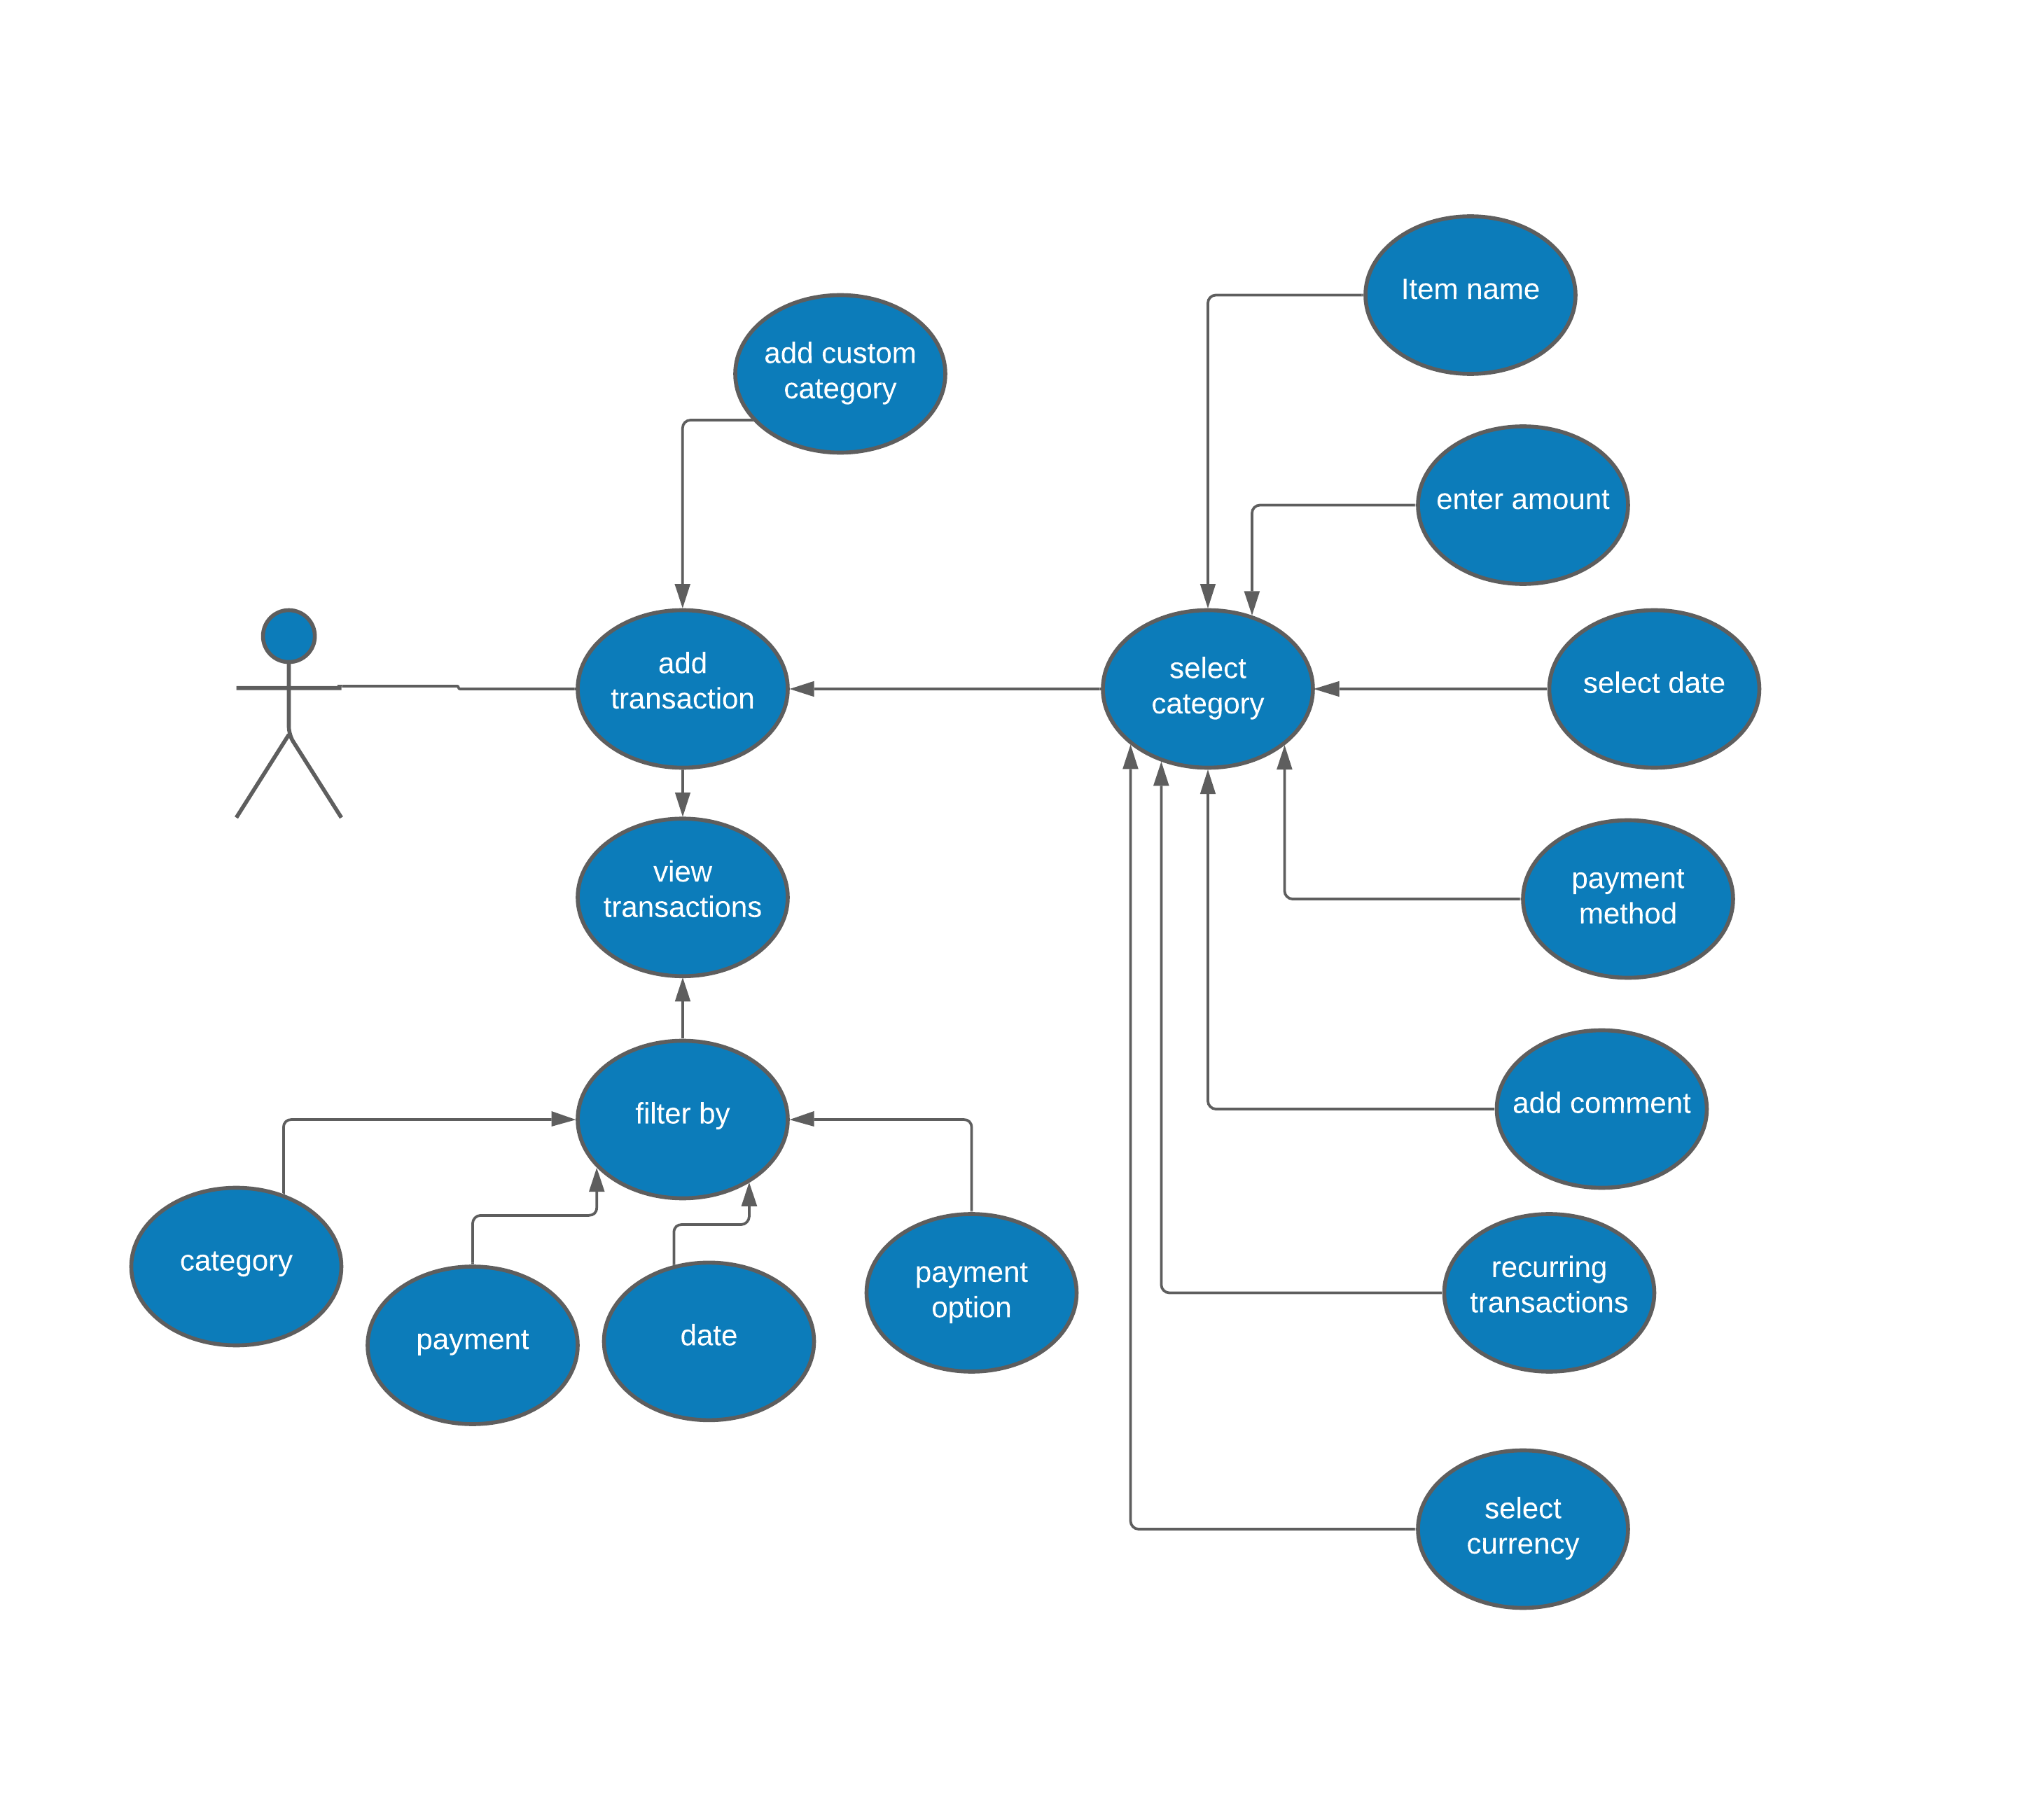 Item name
add custom
category
enter amount
add
transaction
select
category
select date
view
transactions
payment
method
filter by
add comment
category
payment
date
payment
option
recurring
transactions
select
currency